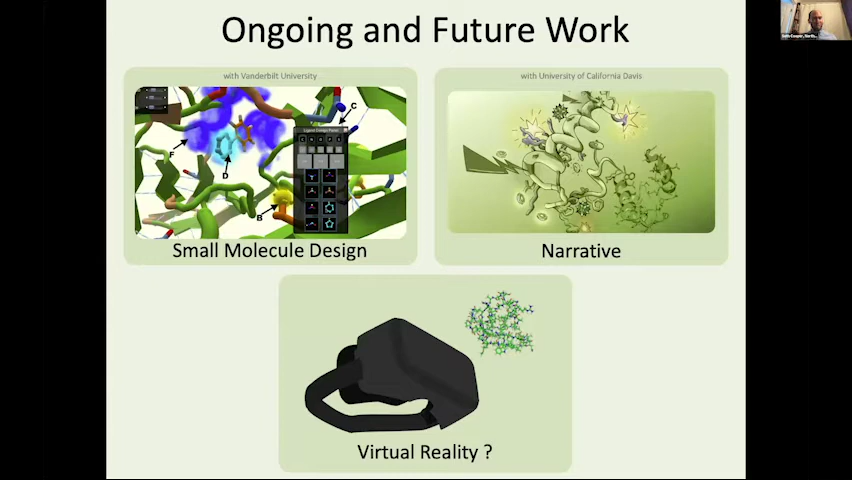 Ongoing and Future Work
with Vanderbilt University
with University of California Davis
C
F
D
B
Small Molecule Design
Narrative
Virtual Reality ?